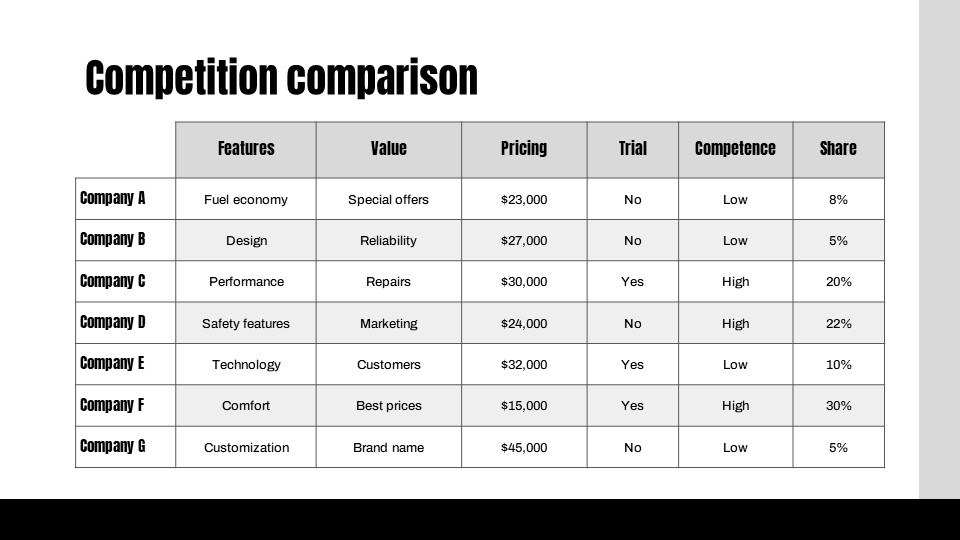 Competition comparison
Features Value Pricing Trial Competence Share
Company A Fuel economy Special offers $23,000 No Low 8%
Company B Design Reliability $27,000 No Low 5%
Company C Performance Repairs $30,000 Yes High 20%
Company D Safety features Marketing $24,000 No High 22%
Company E Technology Customers $32,000 Yes Low 10%
Company F Comfort Best prices $15,000 Yes High 30%
Company G Customization Brand name $45,000 No Low 5%